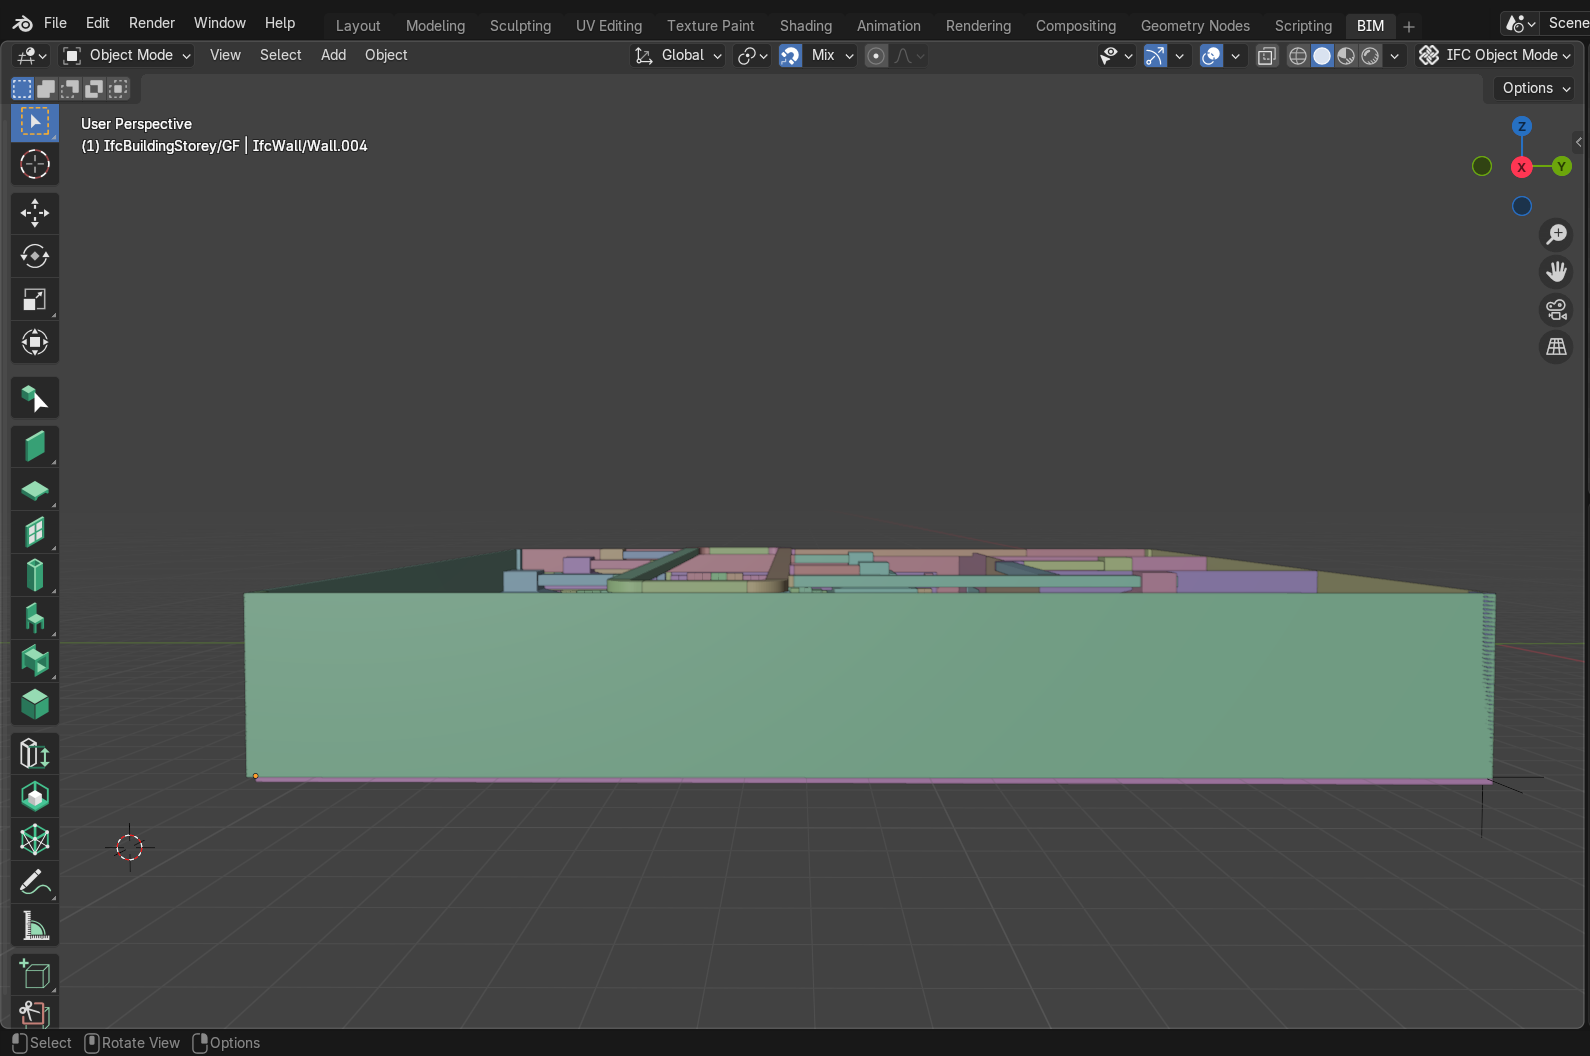 File Edit Render Window Help Layout Modeling Sculpting UV Editing Texture Paint Shading Animation Rendering Compositing Geometry Nodes Scripting BIM + Scene
Object Mode View Select Add Object Global Mix IFC Object Mode
Options
User Perspective
(1) IfcBuildingStorey/GF | IfcWall/Wall.004
Z
X Y
Select Rotate View Options